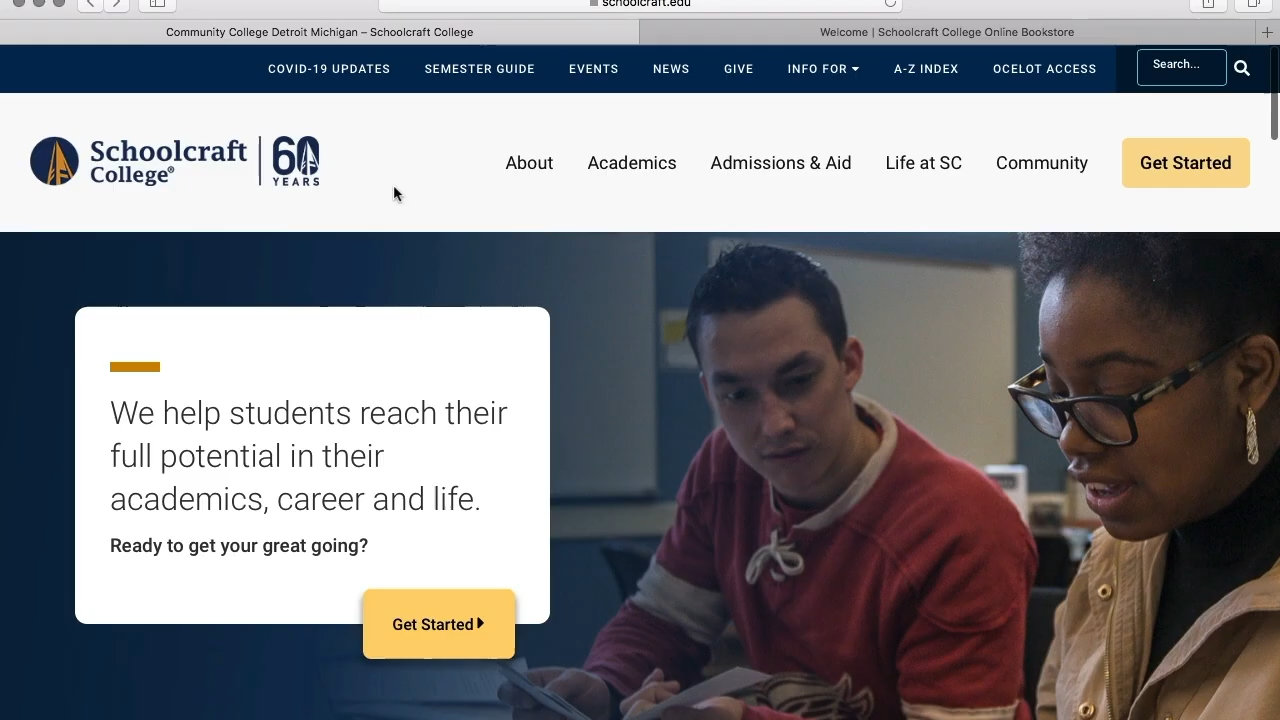 schoolcraft.edu
Community College Detroit Michigan – Schoolcraft College
Welcome | Schoolcraft College Online Bookstore
COVID-19 UPDATES SEMESTER GUIDE EVENTS NEWS GIVE INFO FOR A-Z INDEX OCELOT ACCESS Search...
Schoolcraft College® 60 YEARS
About Academics Admissions & Aid Life at SC Community Get Started
We help students reach their
full potential in their
academics, career and life.
Ready to get your great going?
Get Started